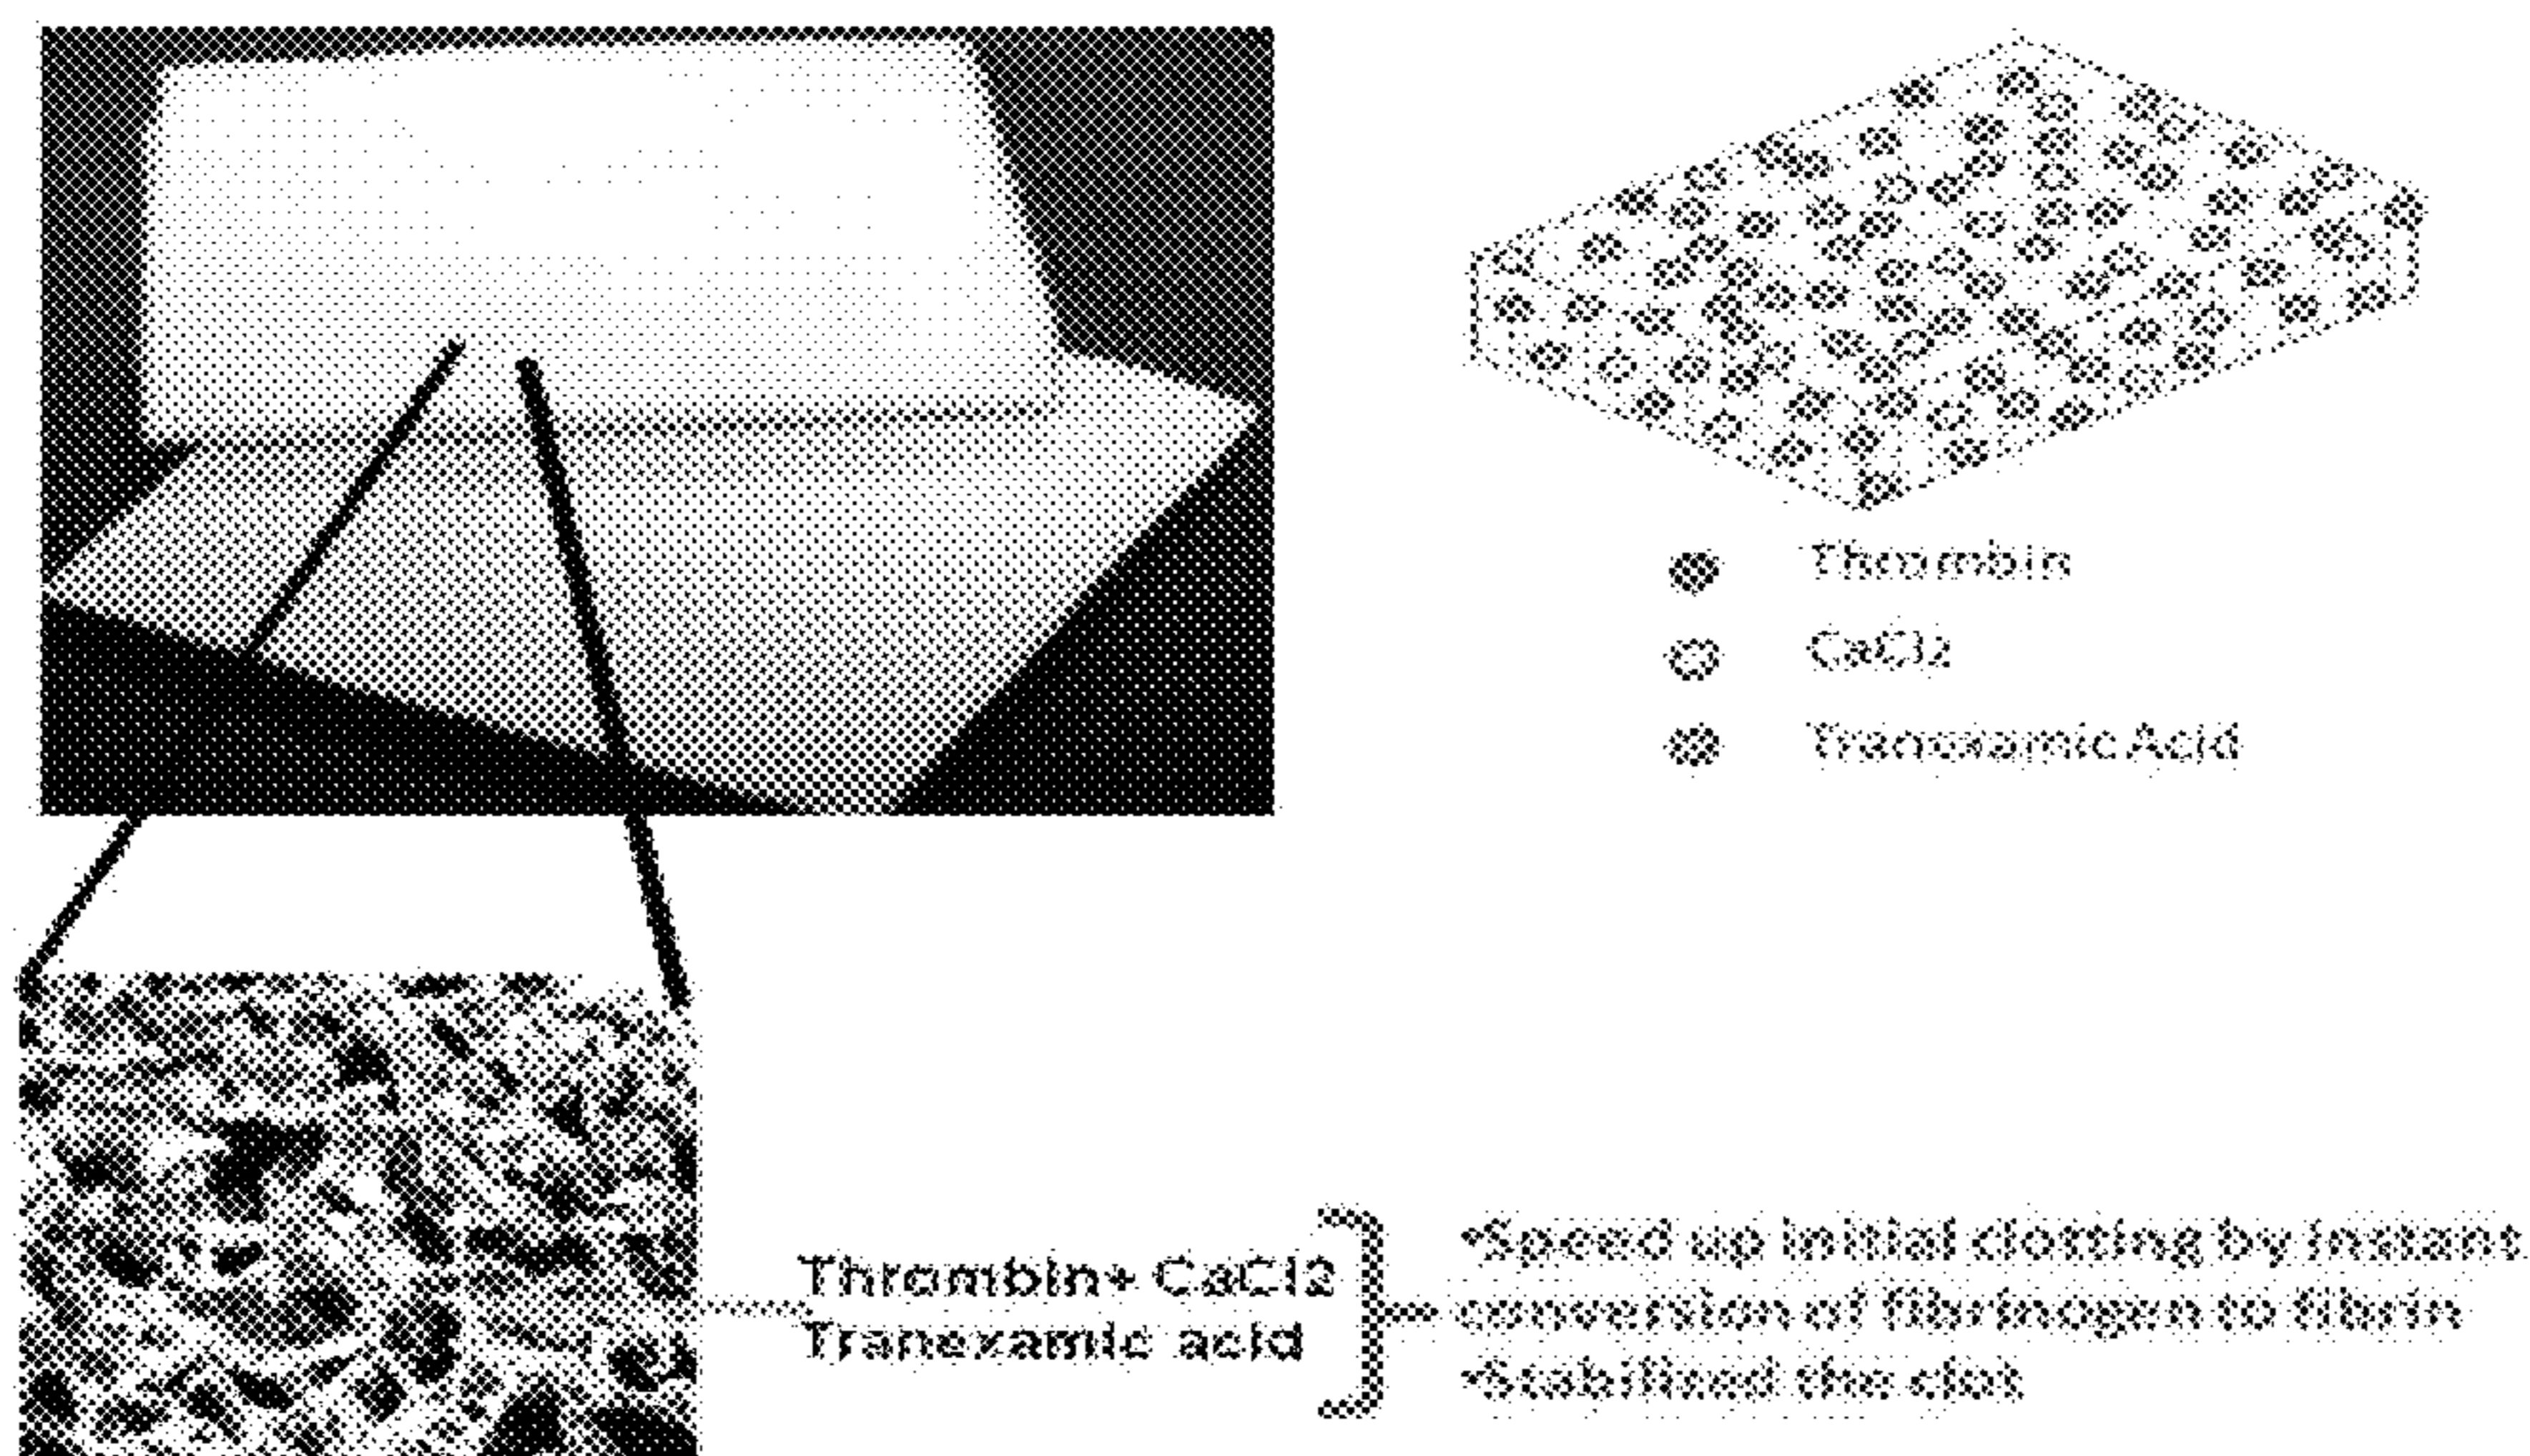 Thrombin
CaCl2
Tranexamic Acid
Thrombin+ CaCl2
Tranexamic acid
•Speed up initial clotting by instant
conversion of fibrinogen to fibrin
•Stabilized the clot